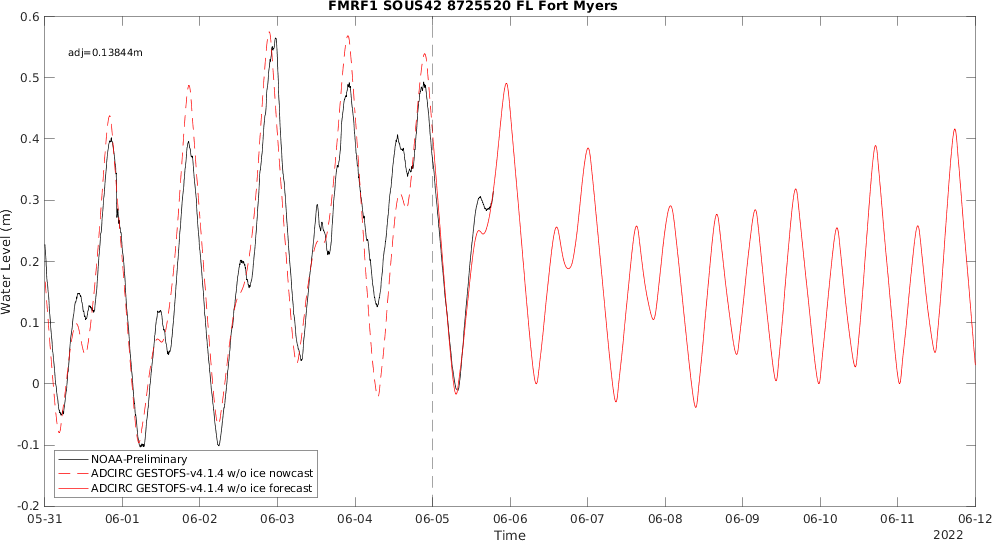 FMRF1 SOUS42 8725520 FL Fort Myers
adj=0.13844m
0.6
0.5
0.4
0.3
0.2
0.1
0
-0.1
-0.2
Water Level (m)
NOAA-Preliminary
ADCIRC GESTOFS-v4.1.4 w/o ice nowcast
ADCIRC GESTOFS-v4.1.4 w/o ice forecast
05-31 06-01 06-02 06-03 06-04 06-05 06-06 06-07 06-08 06-09 06-10 06-11 06-12
Time
2022